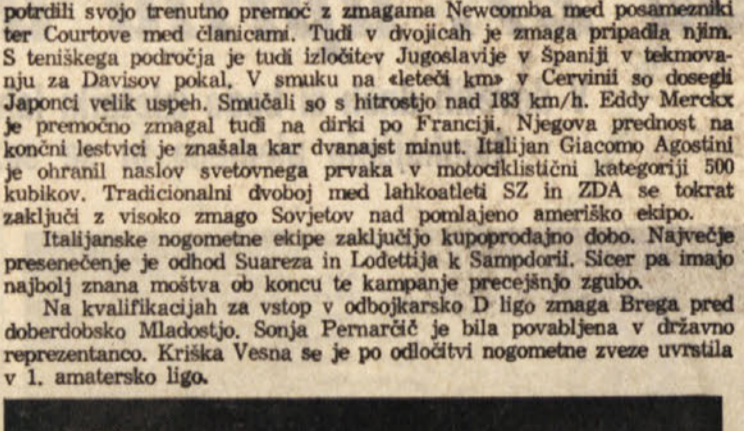 potrdili svojo trenutno premoč z zmagama Newcomba med posamezniki
ter Courtove med članicami. Tudi v dvojicah je zmaga pripadla njim.
S teniškega področja je tudi izločitev Jugoslavije v Španiji v tekmova-
nju za Davisov pokal. V smuku na «leteči km» v Cervinii so dosegli
Japonci velik uspeh. Smučali so s hitrostjo nad 183 km/h. Eddy Merckx
je premočno zmagal tudi na dirki po Franciji. Njegova prednost na
končni lestvici je znašala kar dvanajst minut. Italijan Giacomo Agostini
je ohranil naslov svetovnega prvaka v motociklistični kategoriji 500
kubikov. Tradicionalni dvoboj med lahkoatleti SZ in ZDA se tokrat
zaključi z visoko zmago Sovjetov nad pomlajeno ameriško ekipo.
Italijanske nogometne ekipe zaključijo kupoprodajno dobo. Največje
presenečenje je odhod Suareza in Lodettija k Sampdorii. Sicer pa imajo
najbolj znana moštva ob koncu te kampanje precejšnjo zgubo.
Na kvalifikacijah za vstop v odbojkarsko D ligo zmaga Brega pred
doberdobsko Mladostjo. Sonja Pernarčič je bila povabljena v državno
reprezentanco. Kriška Vesna se je po odločitvi nogometne zveze uvrstila
v 1. amatersko ligo.